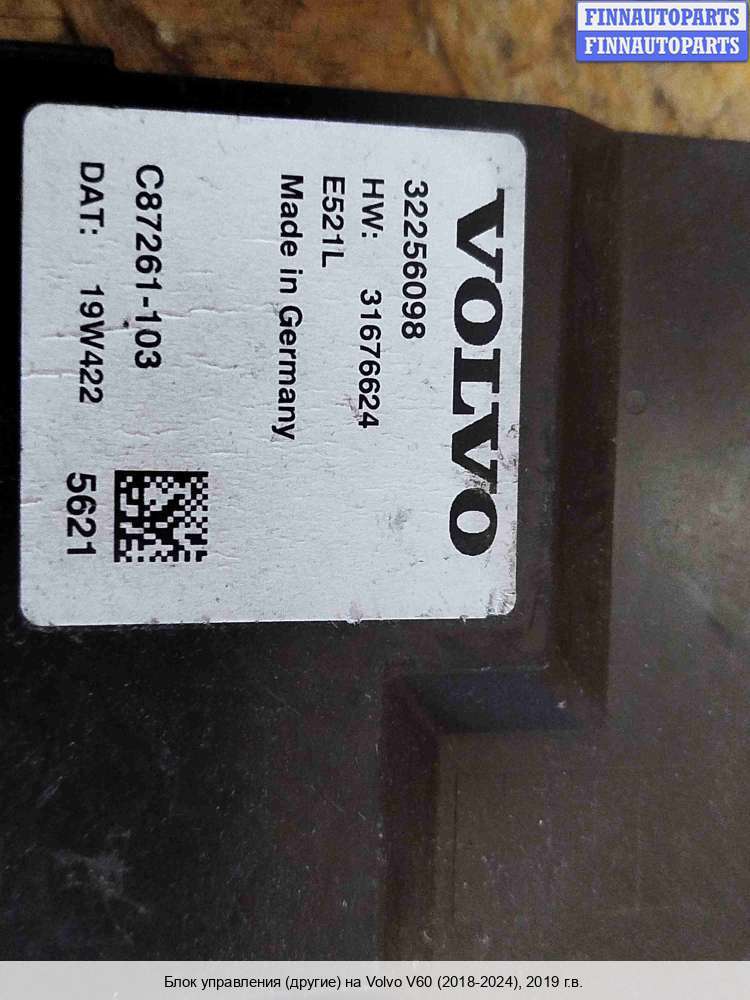 FINNAUTOPARTS
FINNAUTOPARTS
VOLVO
32256098
HW: 31676624
E521L
Made in Germany
C87261-103
DAT: 19W422
5621
Блок управления (другие) на Volvo V60 (2018-2024), 2019 г.в.